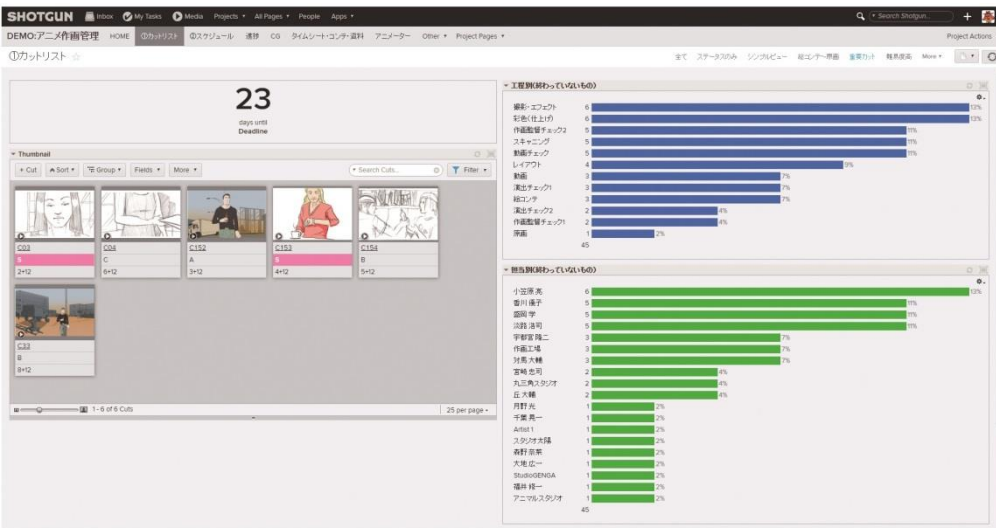 SHOTGUN Inbox My Tasks Media Projects All Pages People Apps Search Shotgun...
DEMO:アニメ作画管理 HOME ①カットリスト ②スケジュール 進捗 CG タイムシート・コンテ・資料 アニメーター Other Project Pages Project Actions
①カットリスト 全て ステータスのみ シンプルビュー 絵コンテ〜原画 重要カット 難易度高 More
23
days until
Deadline
Thumbnail
+ Cut Sort Group Fields More Search Cuts... Filter
C03 C04 C152 C153 C154
S C A S B
2+12 6+12 3+12 4+12 5+12
C33
B
8+12
1 - 6 of 6 Cuts 25 per page
工程別(終わっていないもの)
撮影・エフェクト 6 13%
彩色(仕上げ) 6 13%
作画監督チェック2 5 11%
スキャニング 5 11%
動画チェック 5 11%
レイアウト 4 9%
動画 3 7%
演出チェック1 3 7%
絵コンテ 3 7%
演出チェック2 2 4%
作画監督チェック1 2 4%
原画 1 2%
45
担当別(終わっていないもの)
小笠原 亮 6 13%
香川 優子 5 11%
盛岡 学 5 11%
淡路 浩司 5 11%
宇都宮 隆二 3 7%
作画工場 3 7%
対馬 大輔 3 7%
宮崎 忠司 2 4%
丸三角スタジオ 2 4%
丘 大輔 2 4%
月野 光 1 2%
千葉 晃一 1 2%
Artist 1 1 2%
スタジオ太陽 1 2%
森野 奈菜 1 2%
大地 広一 1 2%
StudioGENGA 1 2%
福井 修一 1 2%
アニマルスタジオ 1 2%
45